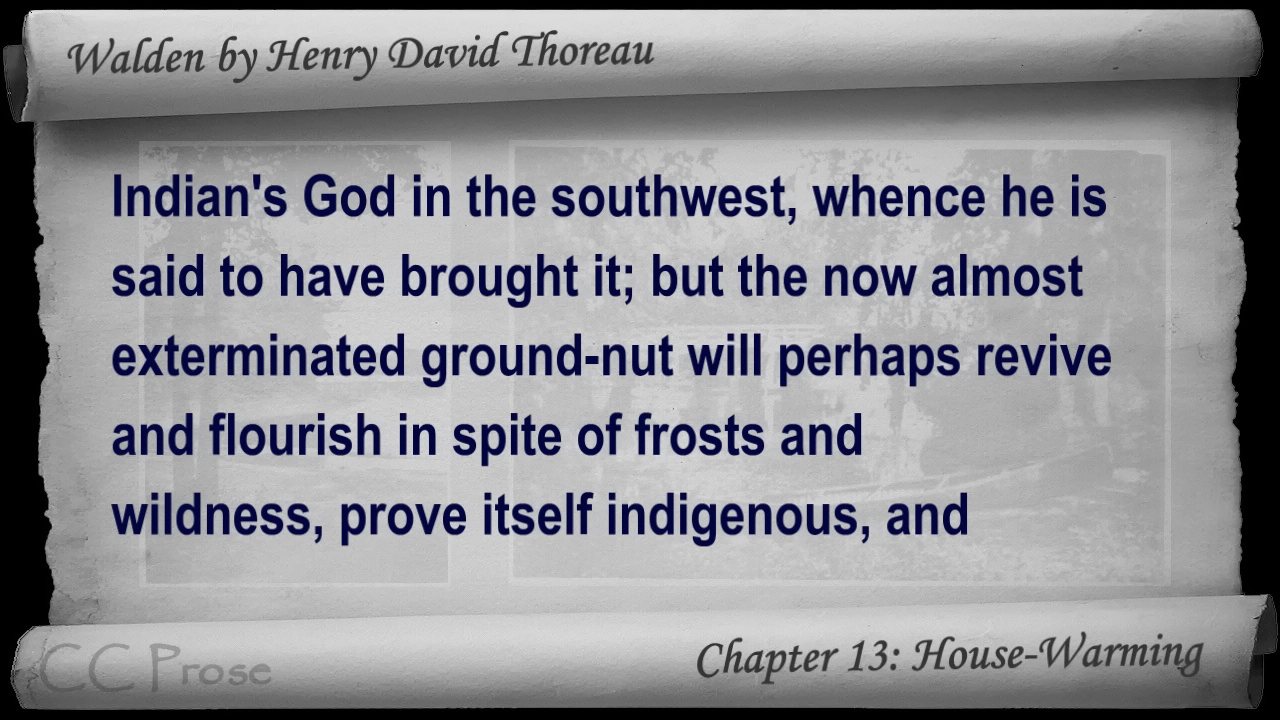 Walden by Henry David Thoreau
Indian's God in the southwest, whence he is
said to have brought it; but the now almost
exterminated ground-nut will perhaps revive
and flourish in spite of frosts and
wildness, prove itself indigenous, and
CC Prose
Chapter 13: House-Warming